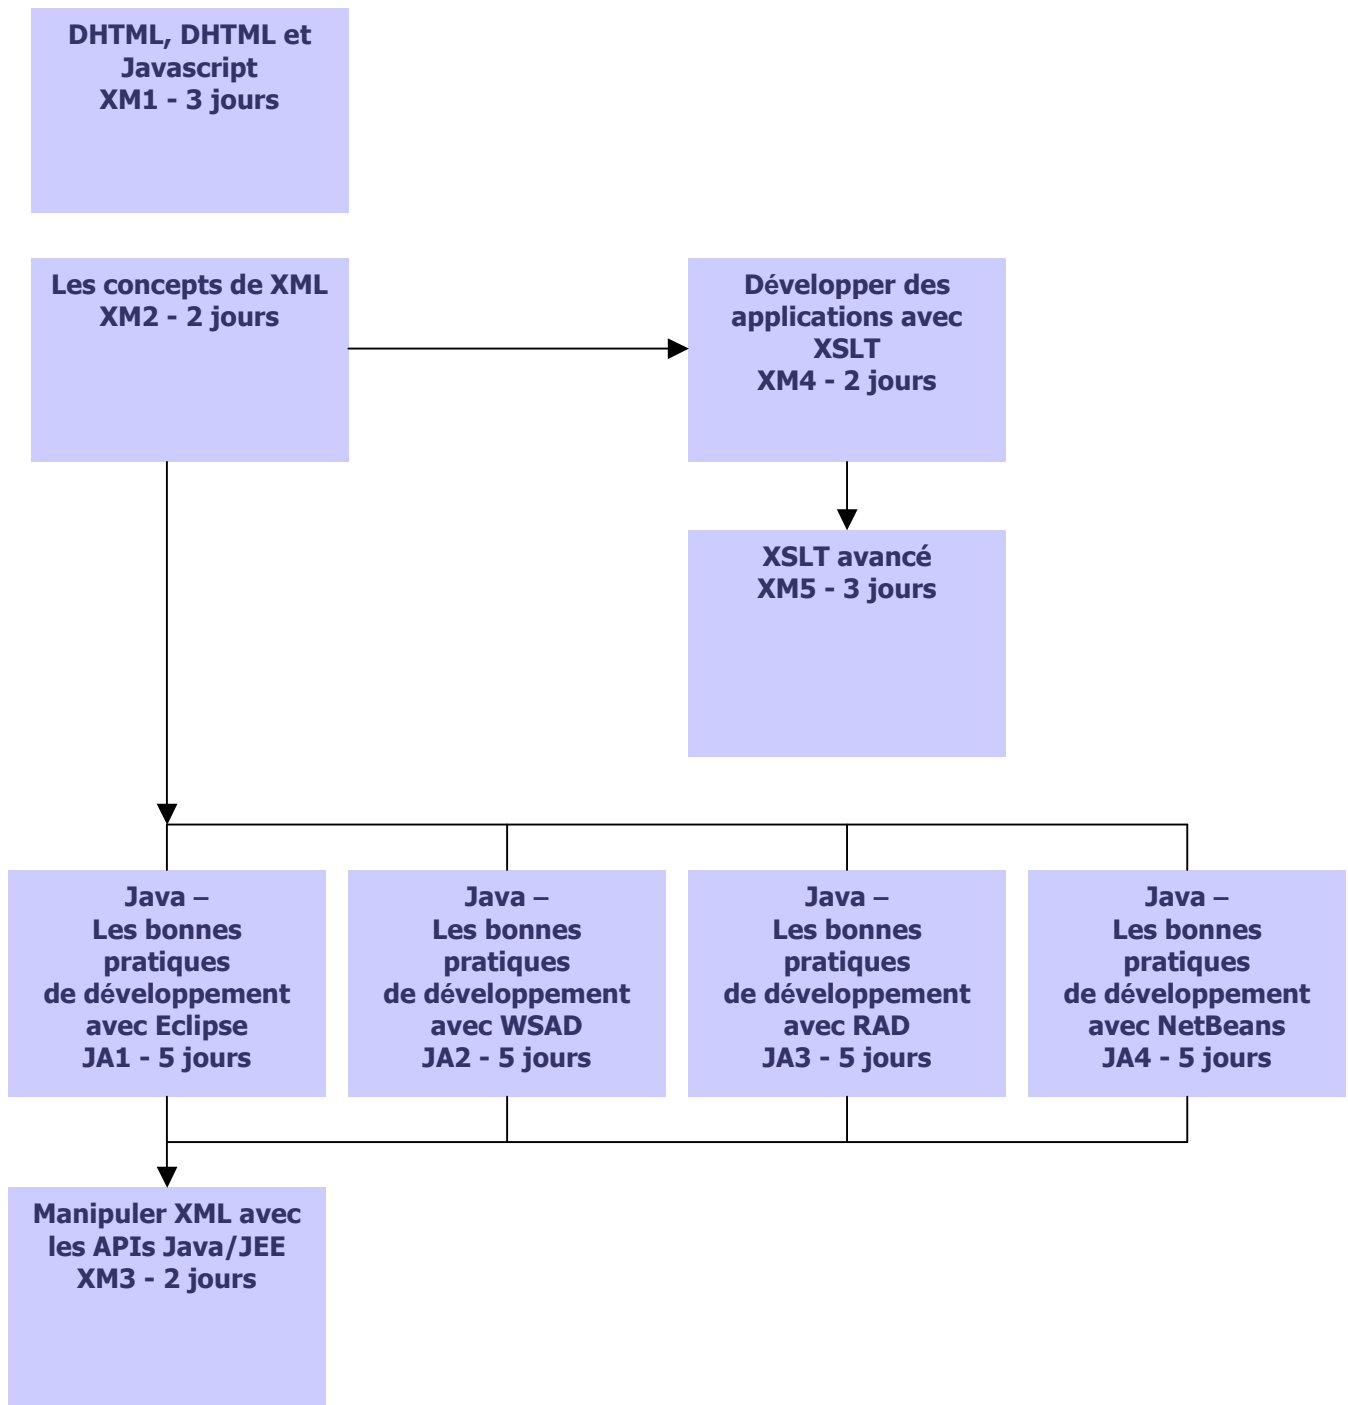 DHTML, DHTML et
Javascript
XM1 - 3 jours
Les concepts de XML
XM2 - 2 jours
Développer des
applications avec
XSLT
XM4 - 2 jours
XSLT avancé
XM5 - 3 jours
Java –
Les bonnes
pratiques
de développement
avec Eclipse
JA1 - 5 jours
Java –
Les bonnes
pratiques
de développement
avec WSAD
JA2 - 5 jours
Java –
Les bonnes
pratiques
de développement
avec RAD
JA3 - 5 jours
Java –
Les bonnes
pratiques
de développement
avec NetBeans
JA4 - 5 jours
Manipuler XML avec
les APIs Java/JEE
XM3 - 2 jours